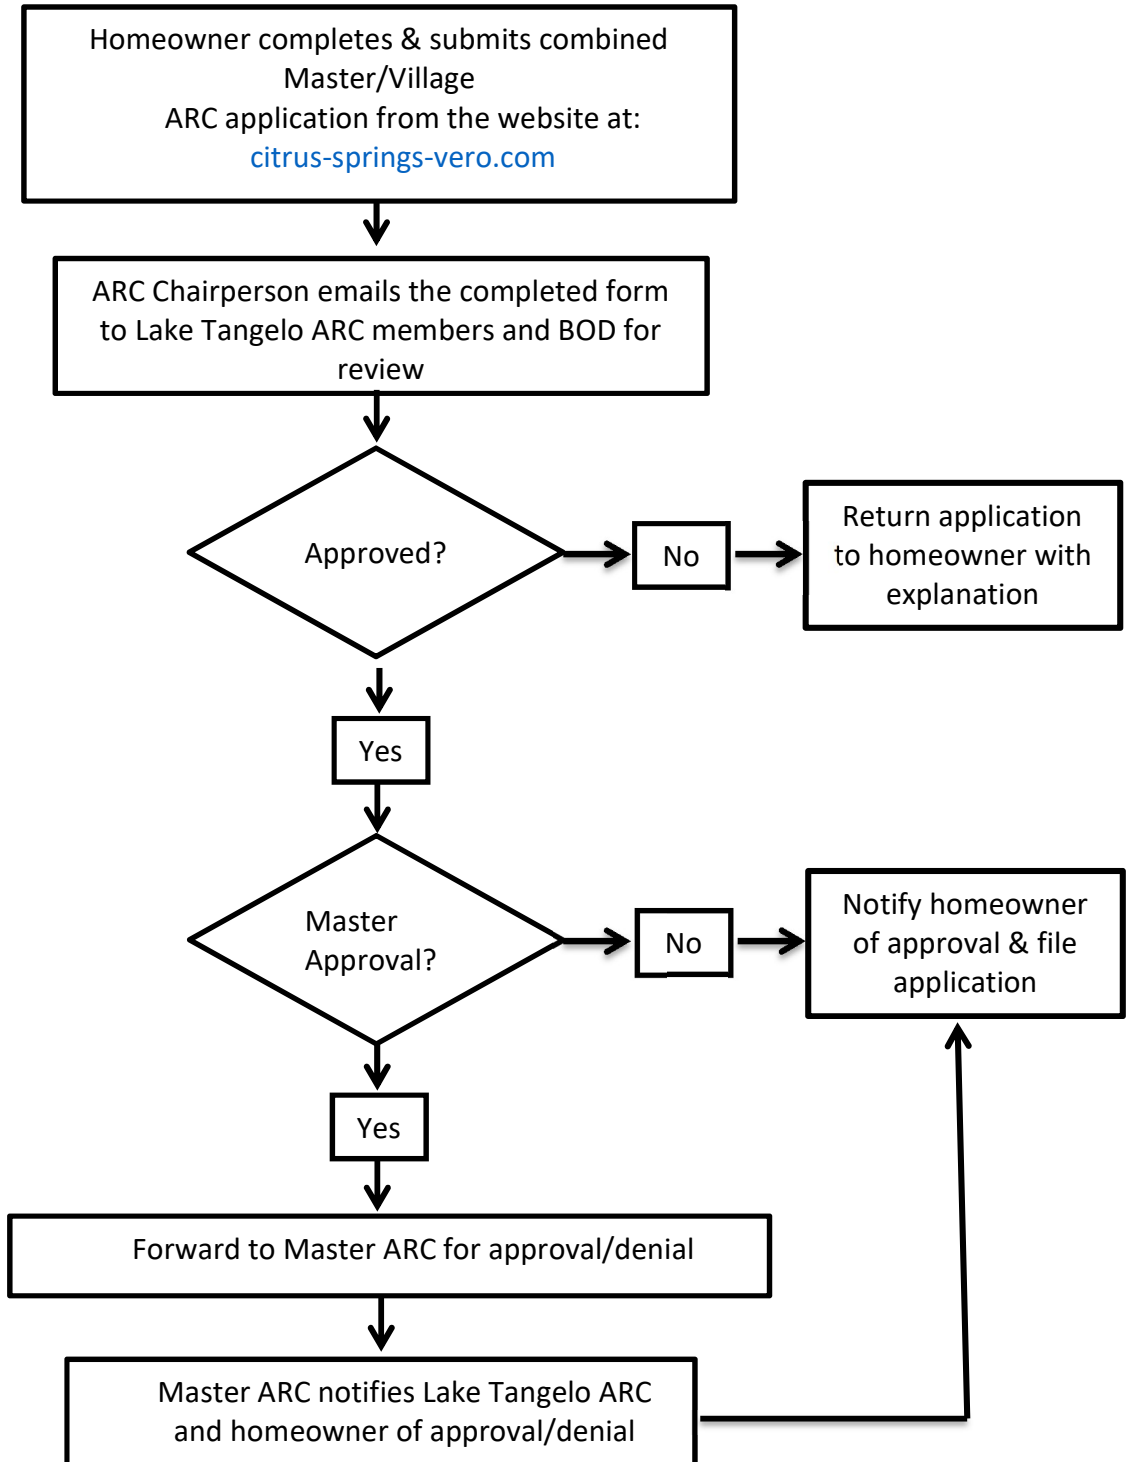 Homeowner completes & submits combined
Master/Village
ARC application from the website at:
citrus-springs-vero.com
ARC Chairperson emails the completed form
to Lake Tangelo ARC members and BOD for
review
Approved?
No
Return application
to homeowner with
explanation
Yes
Master
Approval?
No
Notify homeowner
of approval & file
application
Yes
Forward to Master ARC for approval/denial
Master ARC notifies Lake Tangelo ARC
and homeowner of approval/denial